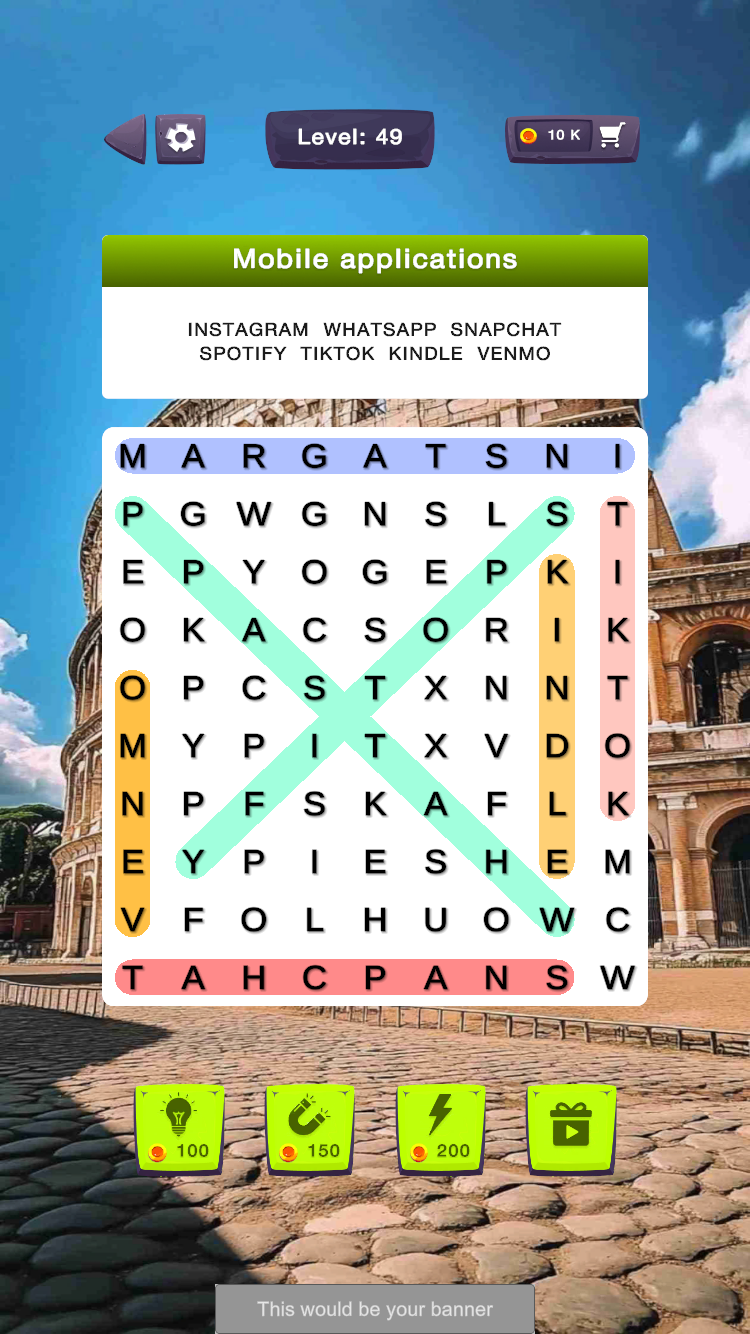 Level: 49
10 K
Mobile applications
INSTAGRAM WHATSAPP SNAPCHAT
SPOTIFY TIKTOK KINDLE VENMO
M A R G A T S N I
P G W G N S L S T
E P Y O G E P K I
O K A C S O R I K
O P C S T X N N T
M Y P I T X V D O
N P F S K A F L K
E Y P I E S H E M
V F O L H U O W C
T A H C P A N S W
100 150 200
This would be your banner